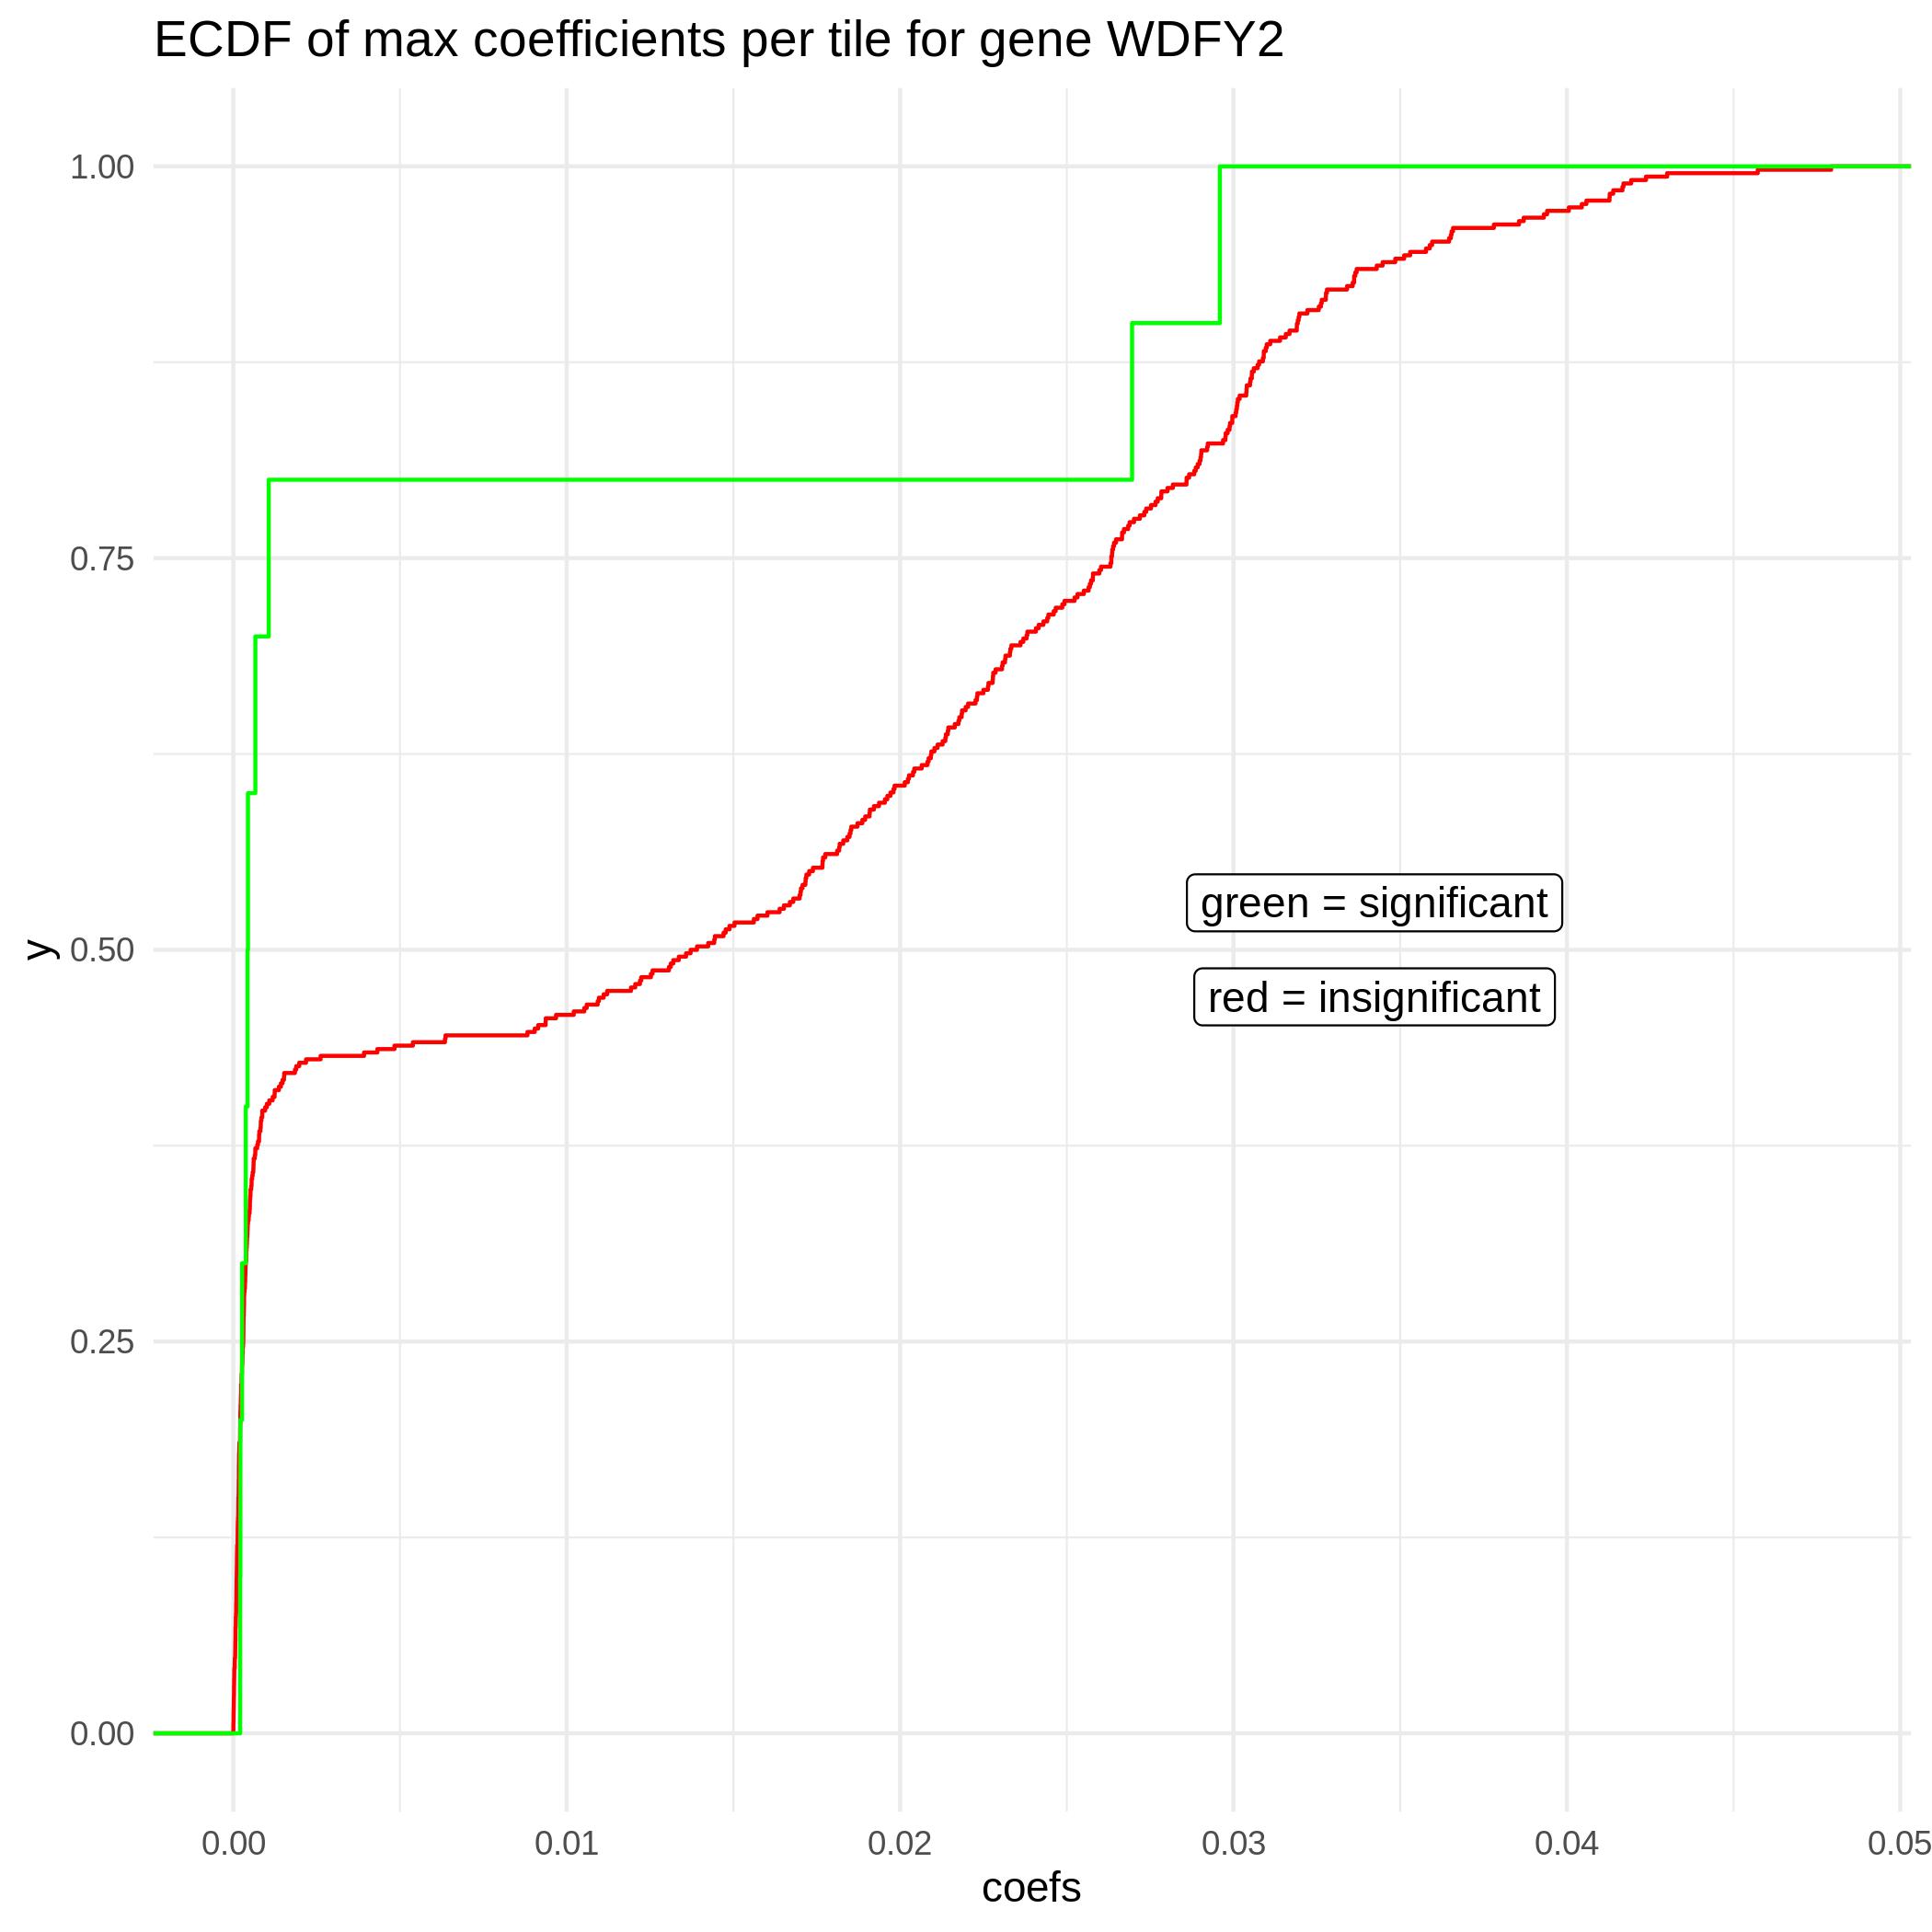 ECDF of max coefficients per tile for gene WDFY2
1.00
0.75
0.50
0.25
0.00
y
green = significant
red = insignificant
0.00 0.01 0.02 0.03 0.04 0.05
coefs